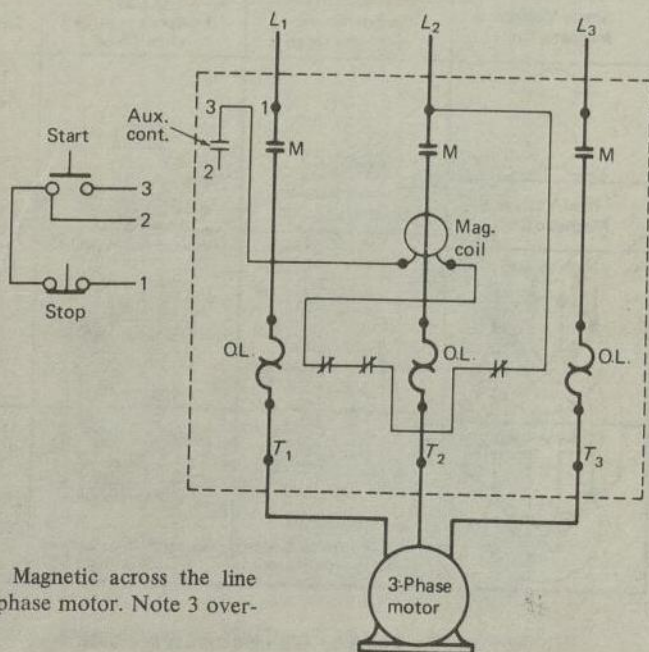 L1
L2
L3
Aux.
cont.
3
1
2
M
M
M
Start
3
2
1
Stop
Mag.
coil
O.L.
O.L.
O.L.
T1
T2
T3
3-Phase
motor
Magnetic across the line
phase motor. Note 3 over-